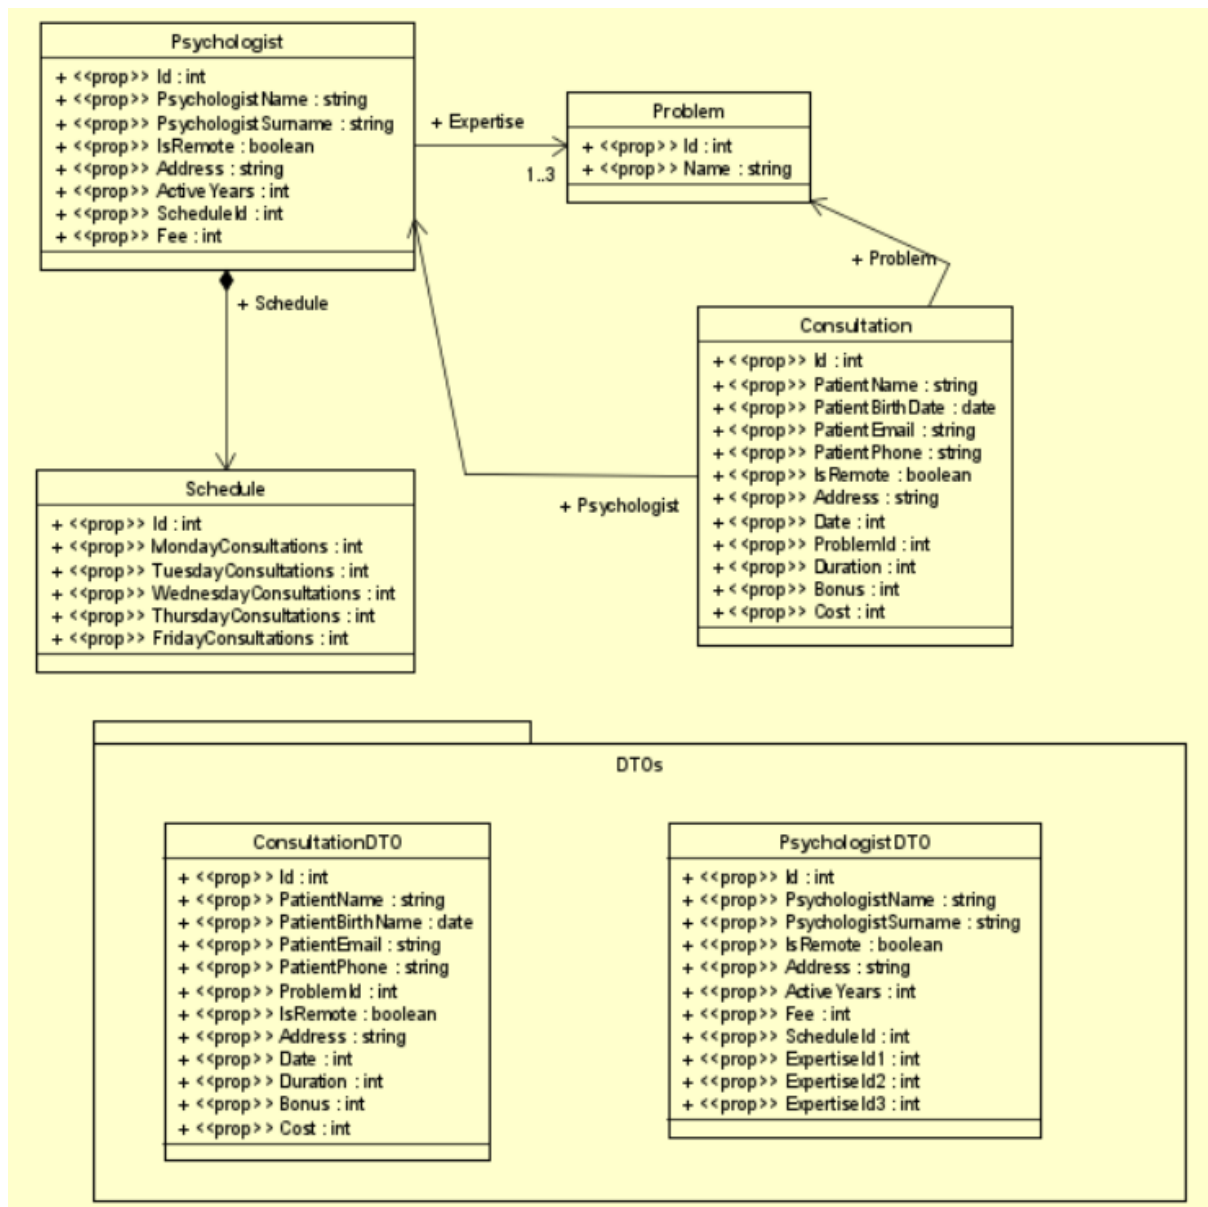 Psychologist
+ <<prop>> Id : int
+ <<prop>> PsychologistName : string
+ <<prop>> PsychologistSurname : string
+ <<prop>> IsRemote : boolean
+ <<prop>> Address : string
+ <<prop>> ActiveYears : int
+ <<prop>> ScheduleId : int
+ <<prop>> Fee : int
+ Expertise
1..3
Problem
+ <<prop>> Id : int
+ <<prop>> Name : string
+ Problem
+ Schedule
Consultation
+ <<prop>> Id : int
+ <<prop>> PatientName : string
+ <<prop>> PatientBirthDate : date
+ <<prop>> PatientEmail : string
+ <<prop>> PatientPhone : string
+ <<prop>> IsRemote : boolean
+ <<prop>> Address : string
+ <<prop>> Date : int
+ <<prop>> ProblemId : int
+ <<prop>> Duration : int
+ <<prop>> Bonus : int
+ <<prop>> Cost : int
+ Psychologist
Schedule
+ <<prop>> Id : int
+ <<prop>> MondayConsultations : int
+ <<prop>> TuesdayConsultations : int
+ <<prop>> WednesdayConsultations : int
+ <<prop>> ThursdayConsultations : int
+ <<prop>> FridayConsultations : int
DTOs
ConsultationDTO
+ <<prop>> Id : int
+ <<prop>> PatientName : string
+ <<prop>> PatientBirthName : date
+ <<prop>> PatientEmail : string
+ <<prop>> PatientPhone : string
+ <<prop>> ProblemId : int
+ <<prop>> IsRemote : boolean
+ <<prop>> Address : string
+ <<prop>> Date : int
+ <<prop>> Duration : int
+ <<prop>> Bonus : int
+ <<prop>> Cost : int
PsychologistDTO
+ <<prop>> Id : int
+ <<prop>> PsychologistName : string
+ <<prop>> PsychologistSurname : string
+ <<prop>> IsRemote : boolean
+ <<prop>> Address : string
+ <<prop>> ActiveYears : int
+ <<prop>> Fee : int
+ <<prop>> ScheduleId : int
+ <<prop>> ExpertiseId1 : int
+ <<prop>> ExpertiseId2 : int
+ <<prop>> ExpertiseId3 : int